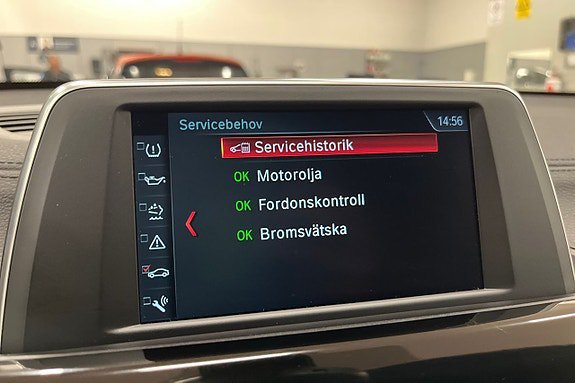 Servicebehov
14:56
Servicehistorik
OK Motorolja
OK Fordonskontroll
OK Bromsvätska